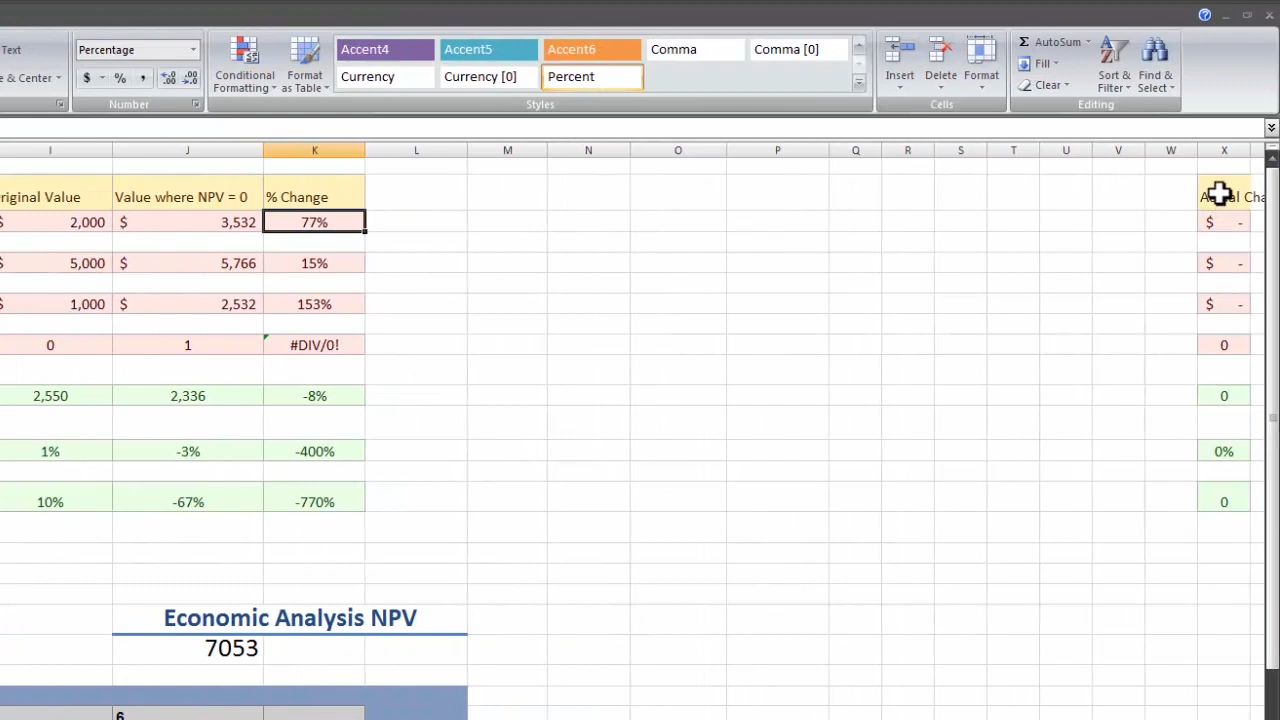 Text
Percentage
Accent4 Accent5 Accent6 Comma Comma [0]
Conditional Formatting
Format as Table
Insert Delete Format
AutoSum
Fill
Clear
Sort & Filter
Find & Select
& Center
$ % ,
Currency Currency [0] Percent
Number Styles Cells Editing
I J K L M N O P Q R S T U V W X
riginal Value Value where NPV = 0 % Change
$ 2,000 $ 3,532 77% $ -
$ 5,000 $ 5,766 15% $ -
$ 1,000 $ 2,532 153% $ -
0 1 #DIV/0! 0
2,550 2,336 -8% 0
1% -3% -400% 0%
10% -67% -770% 0
Economic Analysis NPV
7053
6